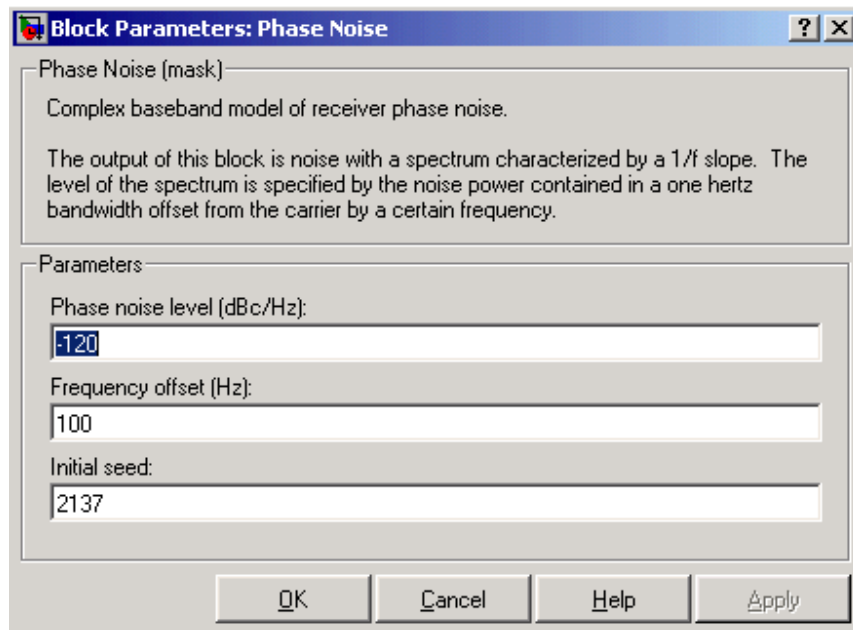 Block Parameters: Phase Noise
Phase Noise (mask)
Complex baseband model of receiver phase noise.
The output of this block is noise with a spectrum characterized by a 1/f slope. The
level of the spectrum is specified by the noise power contained in a one hertz
bandwidth offset from the carrier by a certain frequency.
Parameters
Phase noise level (dBc/Hz):
-120
Frequency offset (Hz):
100
Initial seed:
2137
OK Cancel Help Apply